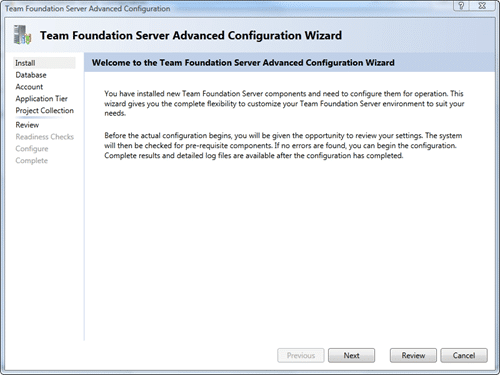 Team Foundation Server Advanced Configuration
Team Foundation Server Advanced Configuration Wizard
Install
Database
Account
Application Tier
Project Collection
Review
Readiness Checks
Configure
Complete
Welcome to the Team Foundation Server Advanced Configuration Wizard
You have installed new Team Foundation Server components and need to configure them for operation. This
wizard gives you the complete flexibility to customize your Team Foundation Server environment to suit your
needs.
Before the actual configuration begins, you will be given the opportunity to review your settings. The system
will then be checked for pre-requisite components. If no errors are found, you can begin the configuration.
Complete results and detailed log files are available after the configuration has completed.
Previous
Next
Review
Cancel